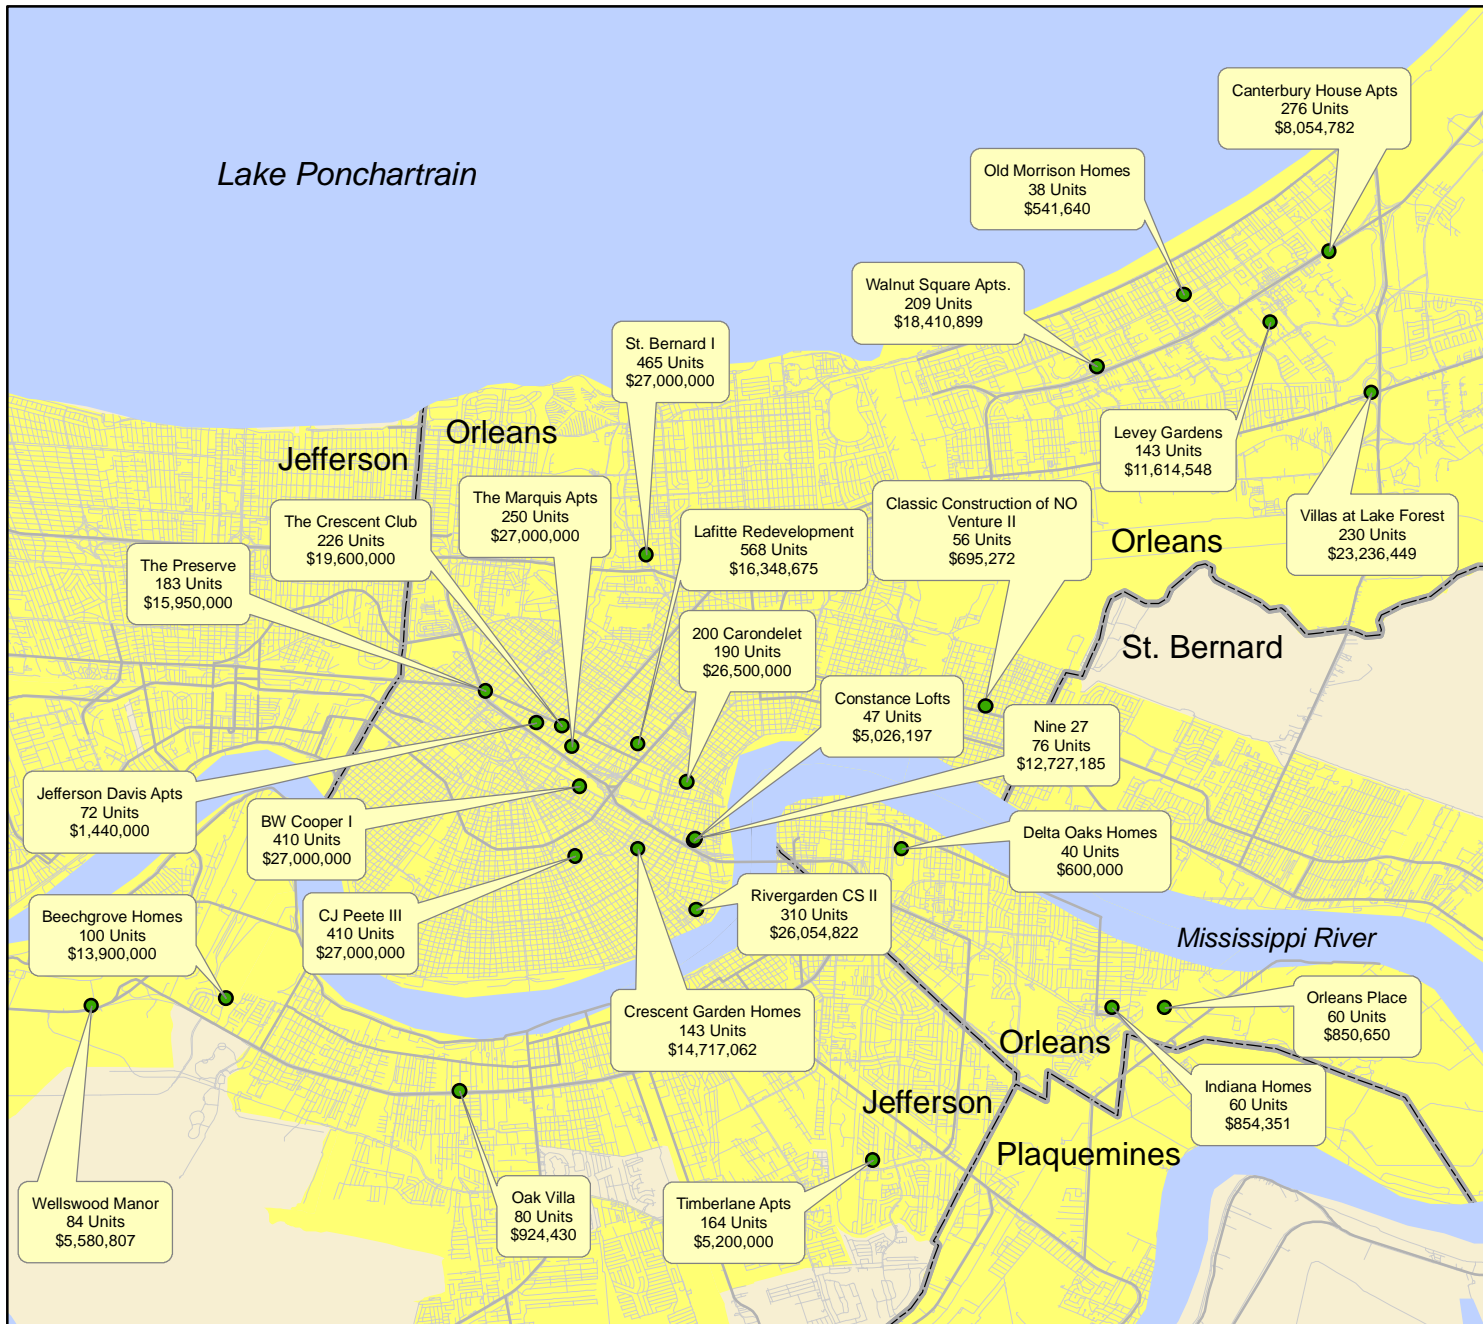 Canterbury House Apts
276 Units
$8,054,782
Lake Ponchartrain
Old Morrison Homes
38 Units
$541,640
Walnut Square Apts.
209 Units
$18,410,899
St. Bernard I
465 Units
$27,000,000
Orleans
Jefferson
Levey Gardens
143 Units
$11,614,548
The Marquis Apts
250 Units
$27,000,000
Classic Construction of NO
Venture II
56 Units
$695,272
Villas at Lake Forest
230 Units
$23,236,449
The Crescent Club
226 Units
$19,600,000
Lafitte Redevelopment
568 Units
$16,348,675
Orleans
The Preserve
183 Units
$15,950,000
200 Carondelet
190 Units
$26,500,000
St. Bernard
Constance Lofts
47 Units
$5,026,197
Nine 27
76 Units
$12,727,185
Jefferson Davis Apts
72 Units
$1,440,000
BW Cooper I
410 Units
$27,000,000
Delta Oaks Homes
40 Units
$600,000
Beechgrove Homes
100 Units
$13,900,000
CJ Peete III
410 Units
$27,000,000
Rivergarden CS II
310 Units
$26,054,822
Mississippi River
Crescent Garden Homes
143 Units
$14,717,062
Orleans Place
60 Units
$850,650
Orleans
Indiana Homes
60 Units
$854,351
Jefferson
Plaquemines
Wellswood Manor
84 Units
$5,580,807
Oak Villa
80 Units
$924,430
Timberlane Apts
164 Units
$5,200,000